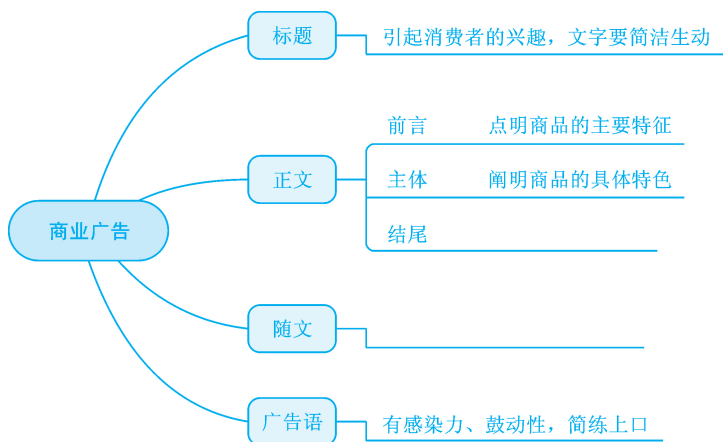 商业广告
标题
引起消费者的兴趣，文字要简洁生动
正文
前言 点明商品的主要特征
主体 阐明商品的具体特色
结尾
随文
广告语
有感染力、鼓动性，简练上口